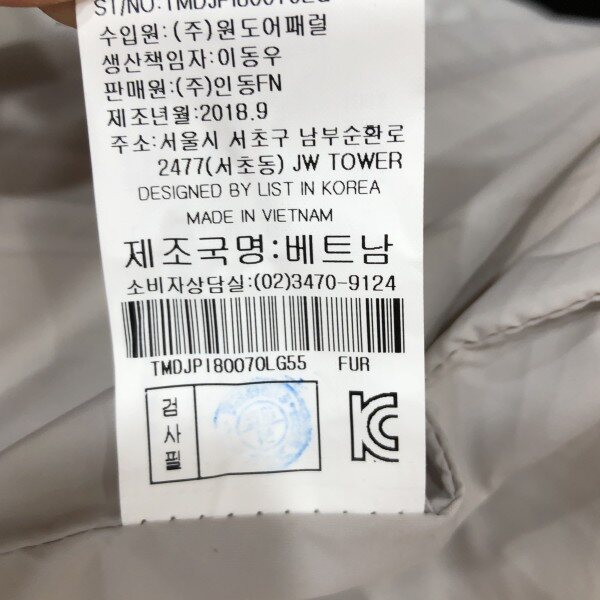 수입원:(주)원도어패럴
생산책임자:이동우
판매원:(주)인동FN
제조년월:2018.9
주소:서울시 서초구 남부순환로
2477(서초동) JW TOWER
DESIGNED BY LIST IN KOREA
MADE IN VIETNAM
제조국명:베트남
소비자상담실:(02)3470-9124
TMDJPI80070LG55 FUR
검사필
KC